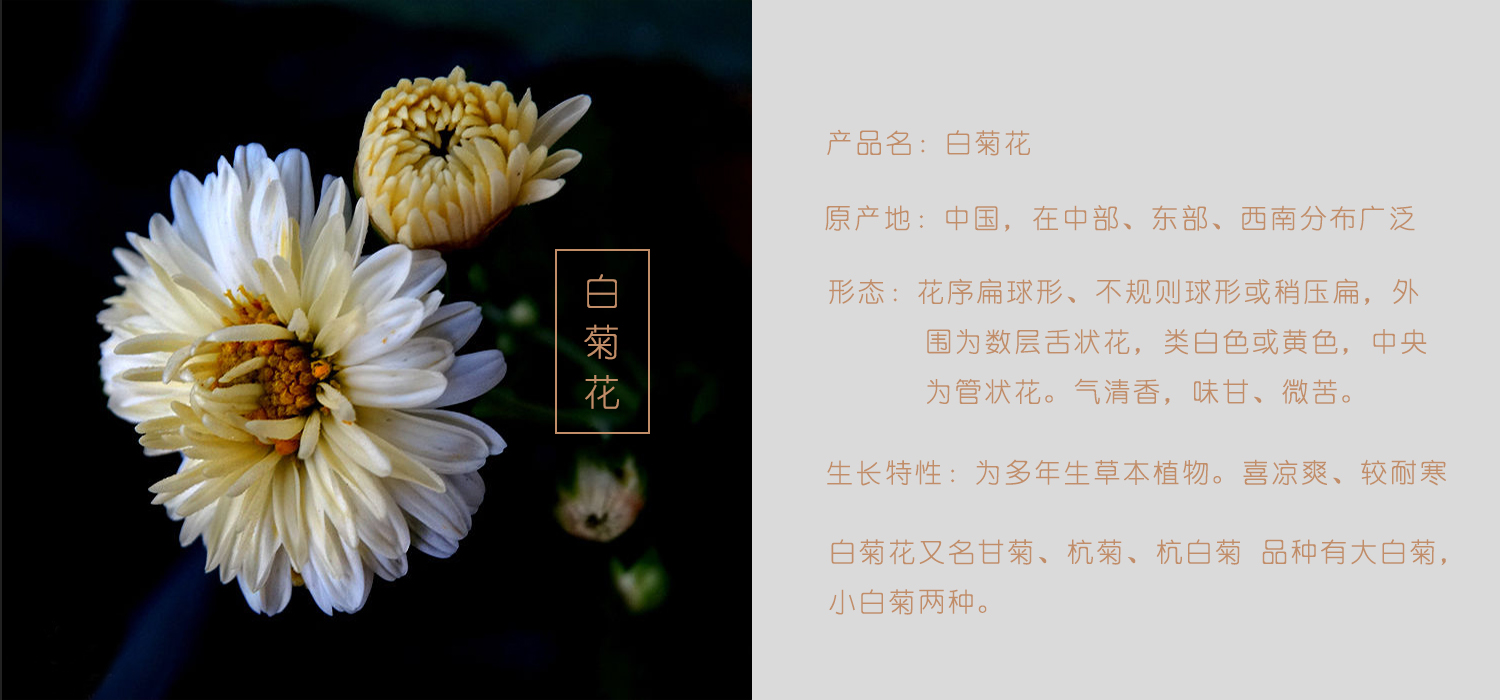 白菊花
产品名：白菊花
原产地：中国，在中部、东部、西南分布广泛
形态：花序扁球形、不规则球形或稍压扁，外
围为数层舌状花，类白色或黄色，中央
为管状花。气清香，味甘、微苦。
生长特性：为多年生草本植物。喜凉爽、较耐寒
白菊花又名甘菊、杭菊、杭白菊 品种有大白菊，
小白菊两种。